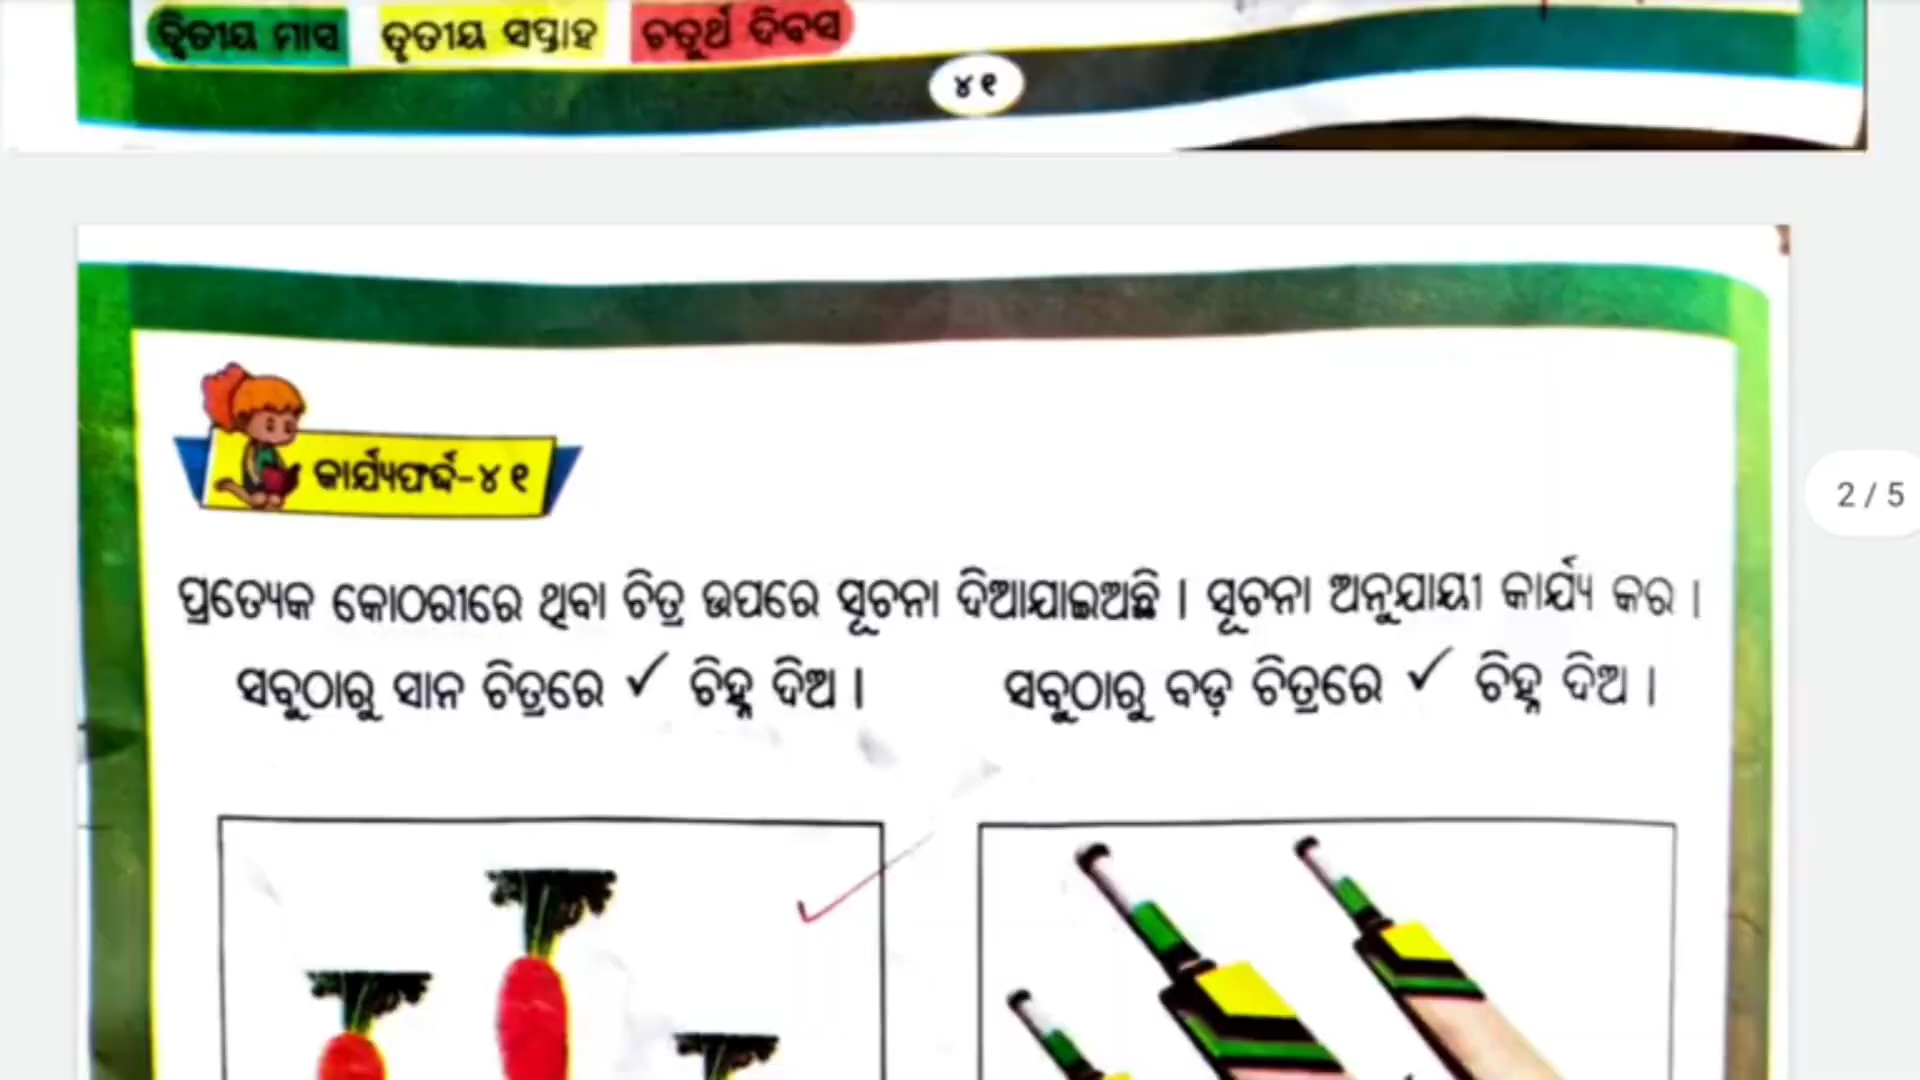 ଦ୍ୱିତୀୟ ମାସ ତୃତୀୟ ସପ୍ତାହ ଚତୁର୍ଥ ଦିବସ
୪୧
କାର୍ଯ୍ୟଫର୍ଦ୍ଦ-୪୧
2 / 5
ପ୍ରତ୍ୟେକ କୋଠରୀରେ ଥିବା ଚିତ୍ର ଉପରେ ସୂଚନା ଦିଆଯାଇଅଛି । ସୂଚନା ଅନୁଯାୟୀ କାର୍ଯ୍ୟ କର ।
ସବୁଠାରୁ ସାନ ଚିତ୍ରରେ ✓ ଚିହ୍ନ ଦିଅ । ସବୁଠାରୁ ବଡ଼ ଚିତ୍ରରେ ✓ ଚିହ୍ନ ଦିଅ ।